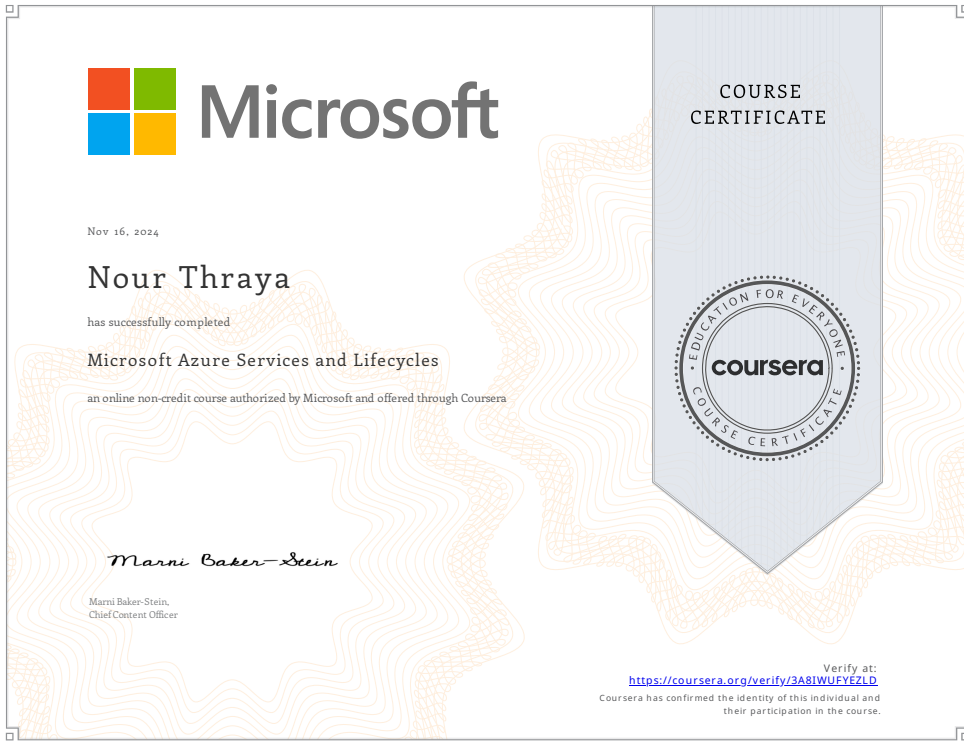 Microsoft
COURSE
CERTIFICATE
Nov 16, 2024
Nour Thraya
has successfully completed
Microsoft Azure Services and Lifecycles
an online non-credit course authorized by Microsoft and offered through Coursera
EDUCATION FOR EVERYONE
coursera
COURSE CERTIFICATE
Marni Baker-Stein
Marni Baker-Stein,
Chief Content Officer
Verify at:
https://coursera.org/verify/3A8IWUFYEZLD
Coursera has confirmed the identity of this individual and
their participation in the course.